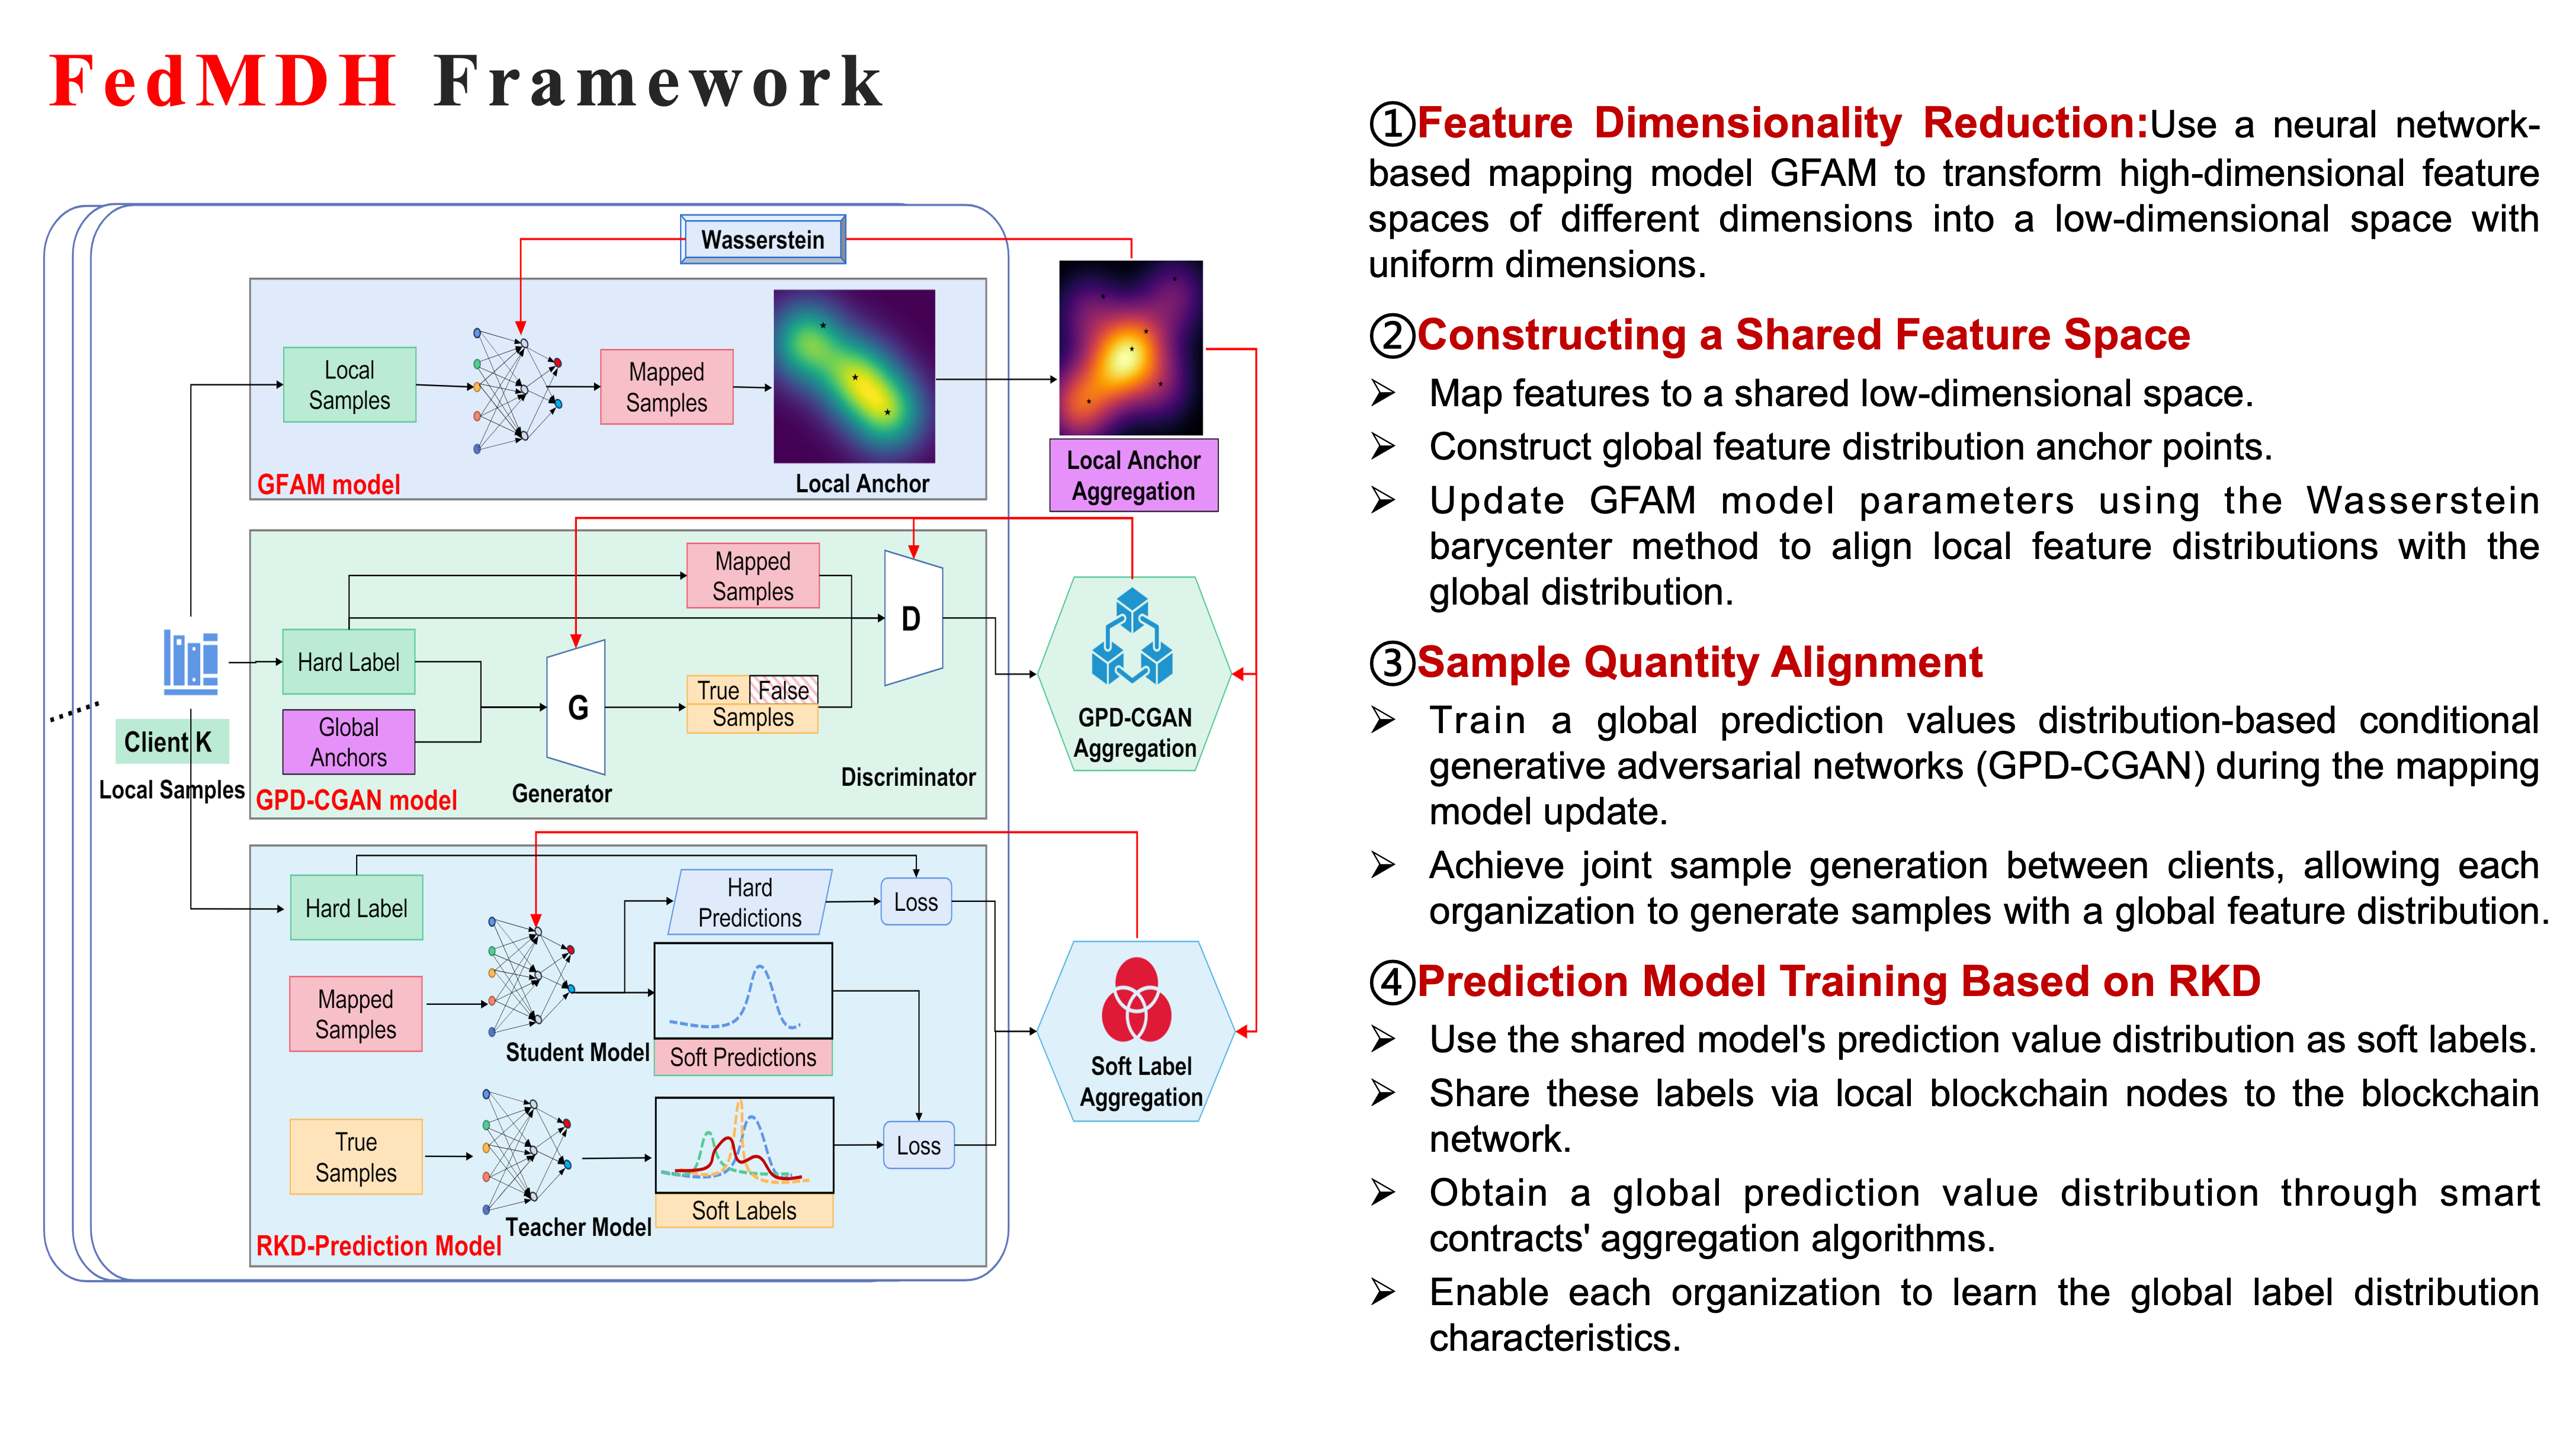 FedMDH Framework
Wasserstein
Local
Samples
Mapped
Samples
GFAM model
Local Anchor
Local Anchor
Aggregation
Mapped
Samples
D
Hard Label
G
True False
Samples
Global
Anchors
Client K
Local Samples
GPD-CGAN model
Generator
Discriminator
GPD-CGAN
Aggregation
Hard Label
Hard
Predictions
Loss
Mapped
Samples
Student Model
Soft Predictions
Soft Label
Aggregation
True
Samples
Loss
Teacher Model
Soft Labels
RKD-Prediction Model
①Feature Dimensionality Reduction:Use a neural network-
based mapping model GFAM to transform high-dimensional feature
spaces of different dimensions into a low-dimensional space with
uniform dimensions.
②Constructing a Shared Feature Space
➢ Map features to a shared low-dimensional space.
➢ Construct global feature distribution anchor points.
➢ Update GFAM model parameters using the Wasserstein
barycenter method to align local feature distributions with the
global distribution.
③Sample Quantity Alignment
➢ Train a global prediction values distribution-based conditional
generative adversarial networks (GPD-CGAN) during the mapping
model update.
➢ Achieve joint sample generation between clients, allowing each
organization to generate samples with a global feature distribution.
④Prediction Model Training Based on RKD
➢ Use the shared model's prediction value distribution as soft labels.
➢ Share these labels via local blockchain nodes to the blockchain
network.
➢ Obtain a global prediction value distribution through smart
contracts' aggregation algorithms.
➢ Enable each organization to learn the global label distribution
characteristics.